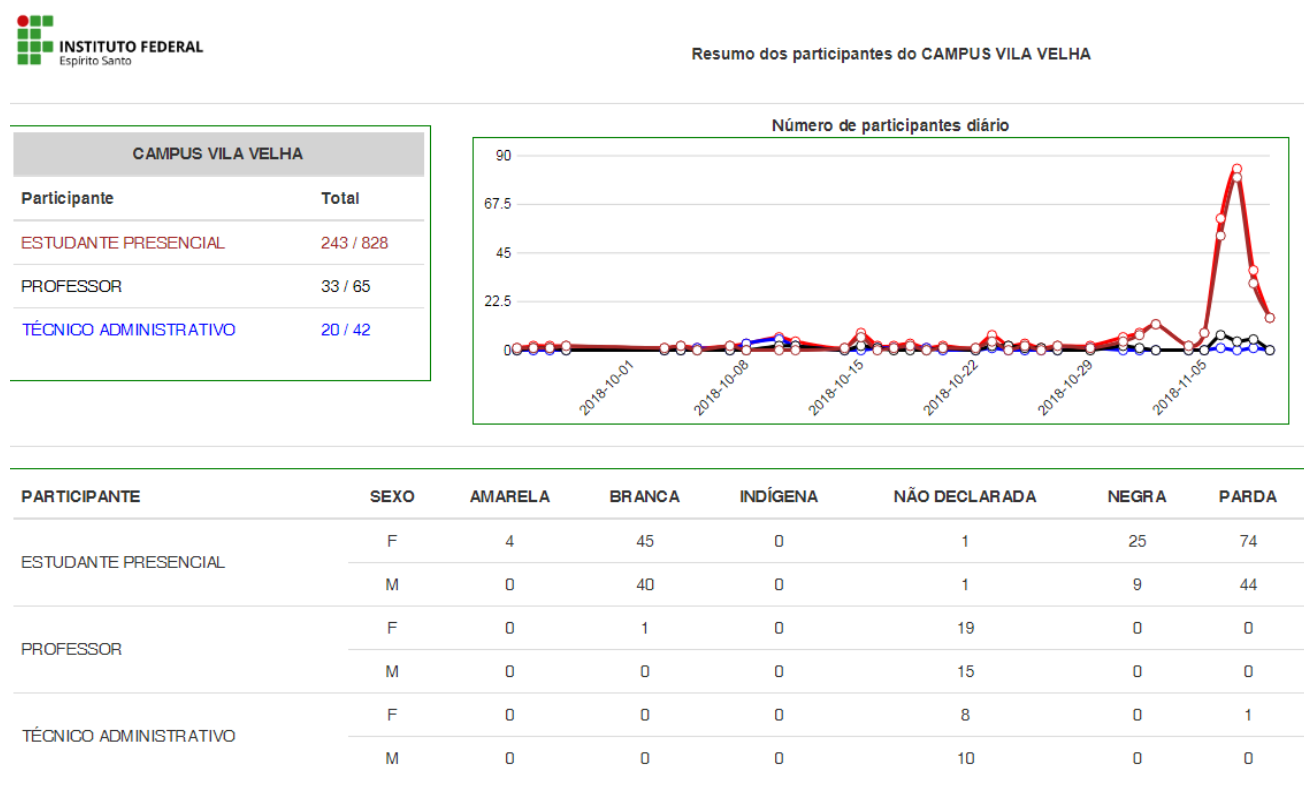 INSTITUTO FEDERAL
Espírito Santo
Resumo dos participantes do CAMPUS VILA VELHA
CAMPUS VILA VELHA
Participante Total
ESTUDANTE PRESENCIAL 243 / 828
PROFESSOR 33 / 65
TÉCNICO ADMINISTRATIVO 20 / 42
Número de participantes diário
90
67.5
45
22.5
0
2018-10-01 2018-10-08 2018-10-15 2018-10-22 2018-10-29 2018-11-05
PARTICIPANTE SEXO AMARELA BRANCA INDÍGENA NÃO DECLARADA NEGRA PARDA
ESTUDANTE PRESENCIAL
F 4 45 0 1 25 74
M 0 40 0 1 9 44
PROFESSOR
F 0 1 0 19 0 0
M 0 0 0 15 0 0
TÉCNICO ADMINISTRATIVO
F 0 0 0 8 0 1
M 0 0 0 10 0 0